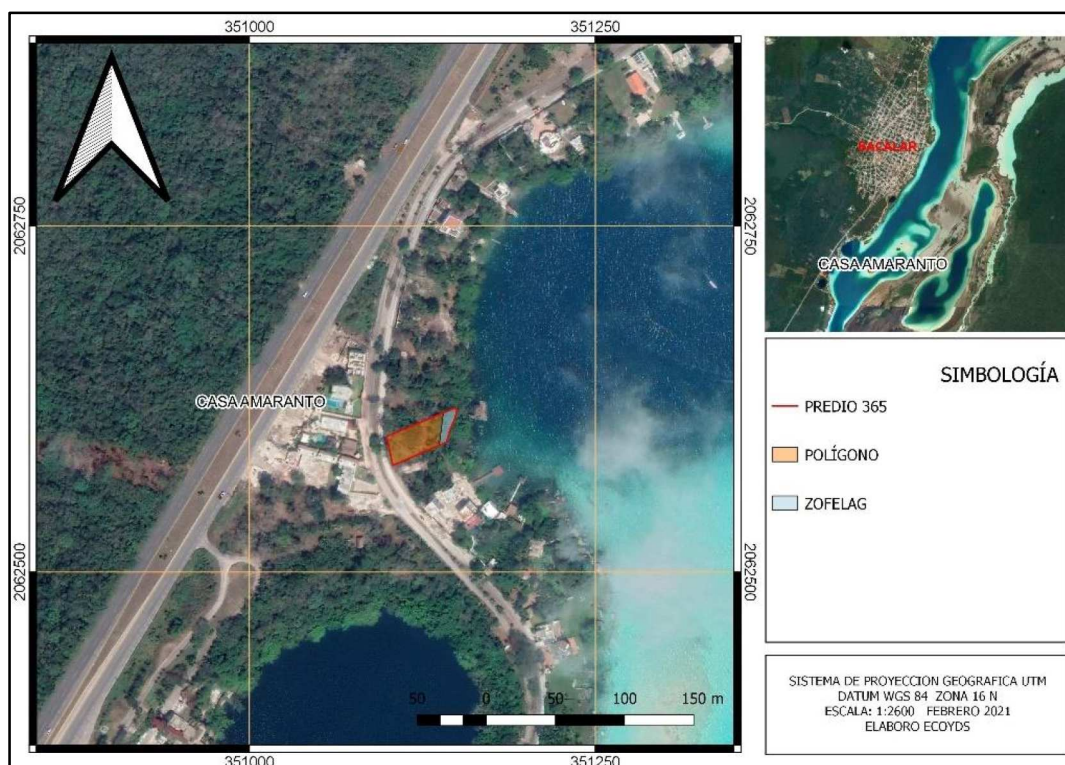 351000 351250
2062750 2062750
CASA AMARANTO
2062500 2062500
50 0 50 100 150 m
351000 351250
BACALAR
CASA AMARANTO
SIMBOLOGÍA
PREDIO 365
POLÍGONO
ZOFELAG
SISTEMA DE PROYECCION GEOGRAFICA UTM
DATUM WGS 84 ZONA 16 N
ESCALA: 1:2600 FEBRERO 2021
ELABORO ECOYDS